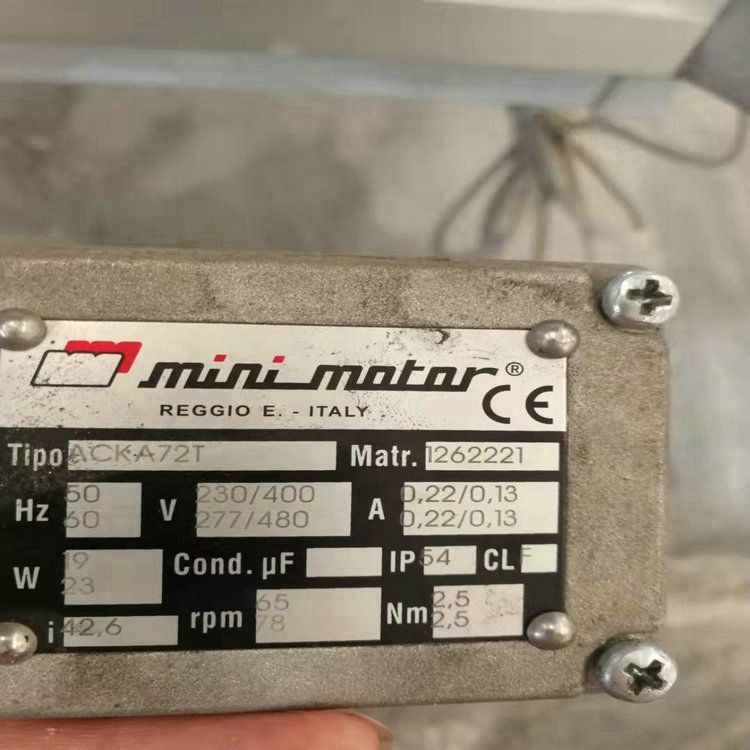 mini motor®
CE
REGGIO E. - ITALY
Tipo ACKA72T Matr. 1262221
Hz 50 60 V 230/400 277/480 A 0,22/0,13 0,22/0,13
W 19 23 Cond. µF IP 54 CL F
i 42,6 rpm 65 78 Nm 2,5 2,5